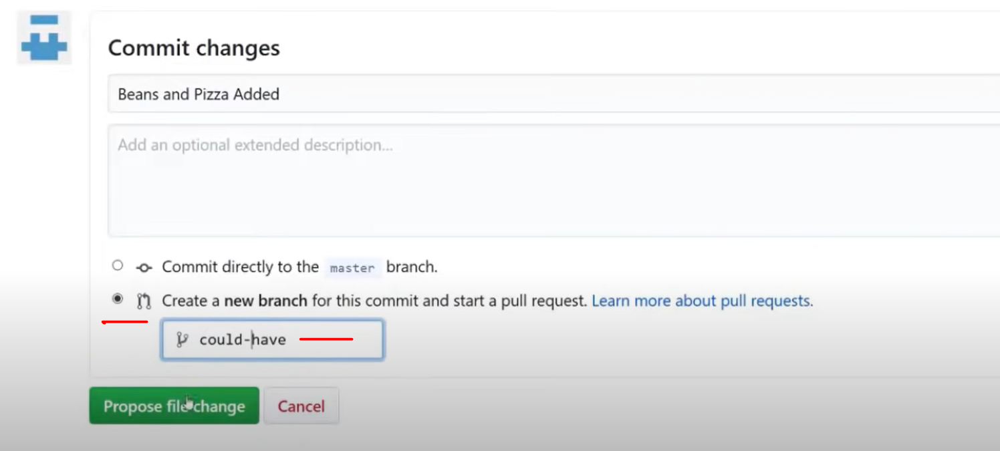 Commit changes
Beans and Pizza Added
Add an optional extended description...
Commit directly to the master branch.
Create a new branch for this commit and start a pull request. Learn more about pull requests.
could-have
Propose file change Cancel